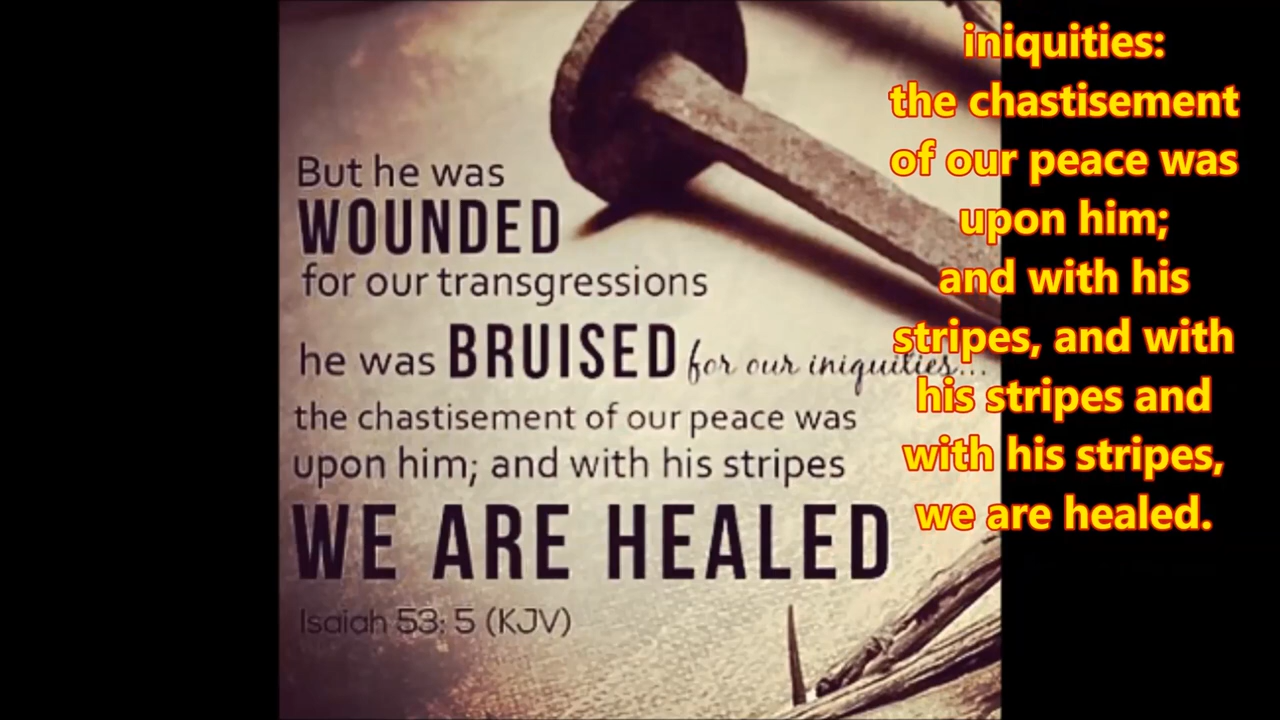 But he was
WOUNDED
for our transgressions
he was BRUISED for our iniquities...
the chastisement of our peace was
upon him; and with his stripes
WE ARE HEALED
Isaiah 53: 5 (KJV)
iniquities:
the chastisement
of our peace was
upon him;
and with his
stripes, and with
his stripes and
with his stripes,
we are healed.